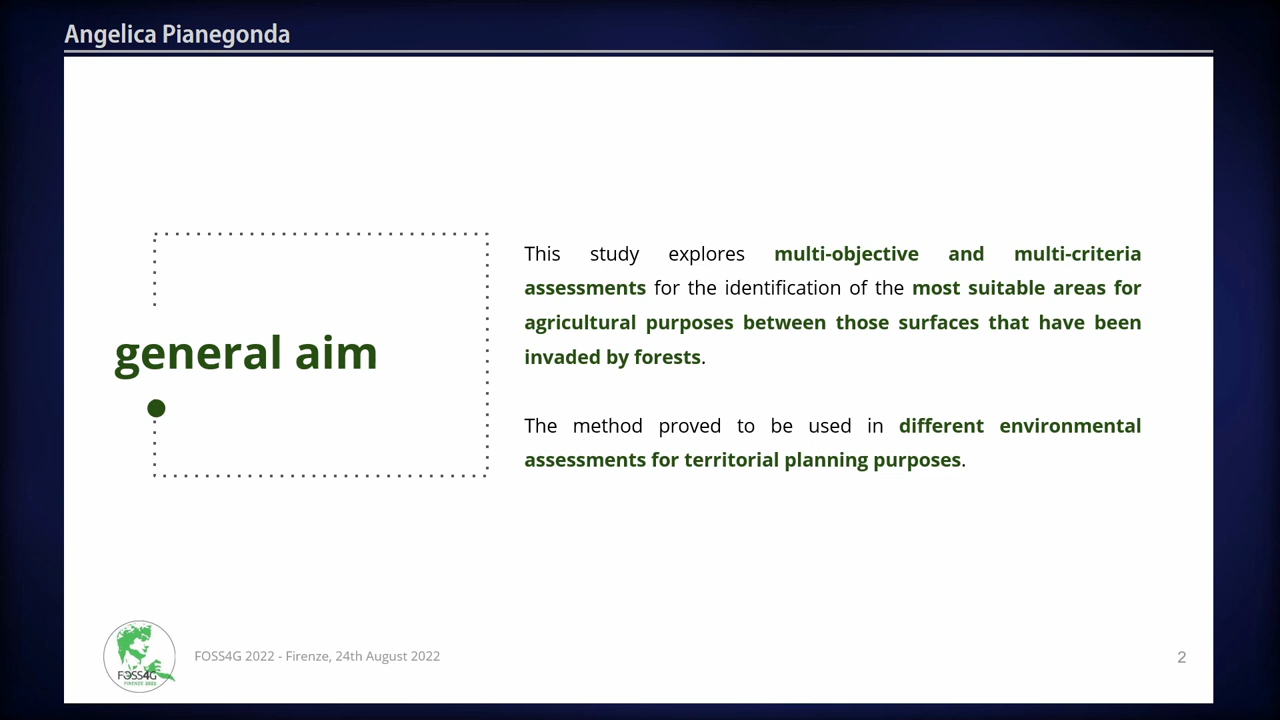 Angelica Pianegonda
general aim
This study explores multi-objective and multi-criteria
assessments for the identification of the most suitable areas for
agricultural purposes between those surfaces that have been
invaded by forests.
The method proved to be used in different environmental
assessments for territorial planning purposes.
FOSS4G
FIRENZE 2022
FOSS4G 2022 - Firenze, 24th August 2022
2